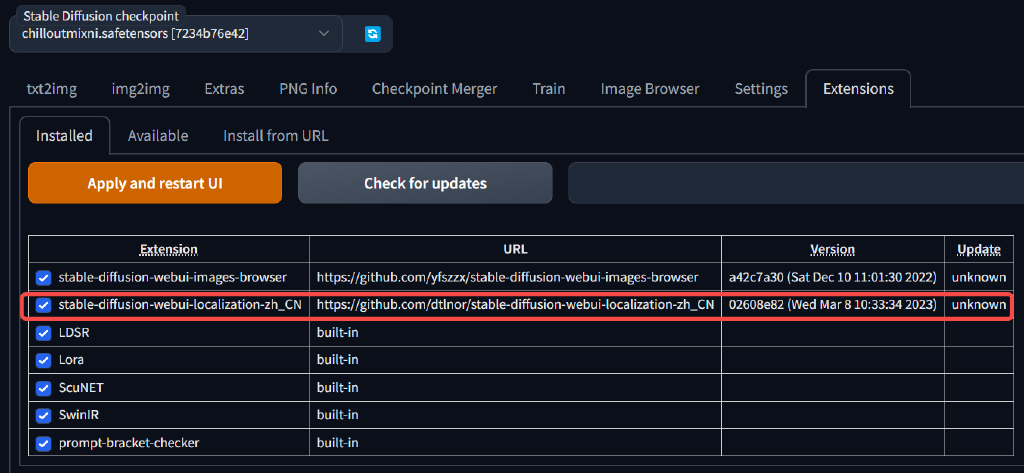 Stable Diffusion checkpoint
chilloutmixni.safetensors [7234b76e42]
txt2img img2img Extras PNG Info Checkpoint Merger Train Image Browser Settings Extensions
Installed Available Install from URL
Apply and restart UI Check for updates
Extension URL Version Update
stable-diffusion-webui-images-browser https://github.com/yfszzx/stable-diffusion-webui-images-browser a42c7a30 (Sat Dec 10 11:01:30 2022) unknown
stable-diffusion-webui-localization-zh_CN https://github.com/dtlnor/stable-diffusion-webui-localization-zh_CN 02608e82 (Wed Mar 8 10:33:34 2023) unknown
LDSR built-in
Lora built-in
ScuNET built-in
SwinIR built-in
prompt-bracket-checker built-in